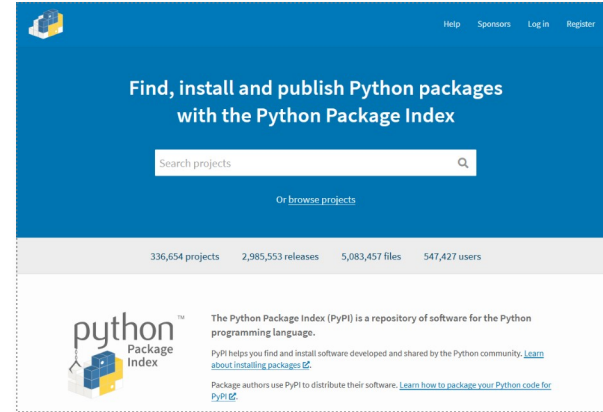 Help Sponsors Log in Register
Find, install and publish Python packages
with the Python Package Index
Search projects
Or browse projects
336,654 projects 2,985,553 releases 5,083,457 files 547,427 users
python™
Package
Index
The Python Package Index (PyPI) is a repository of software for the Python
programming language.
PyPI helps you find and install software developed and shared by the Python community. Learn
about installing packages.
Package authors use PyPI to distribute their software. Learn how to package your Python code for
PyPI.